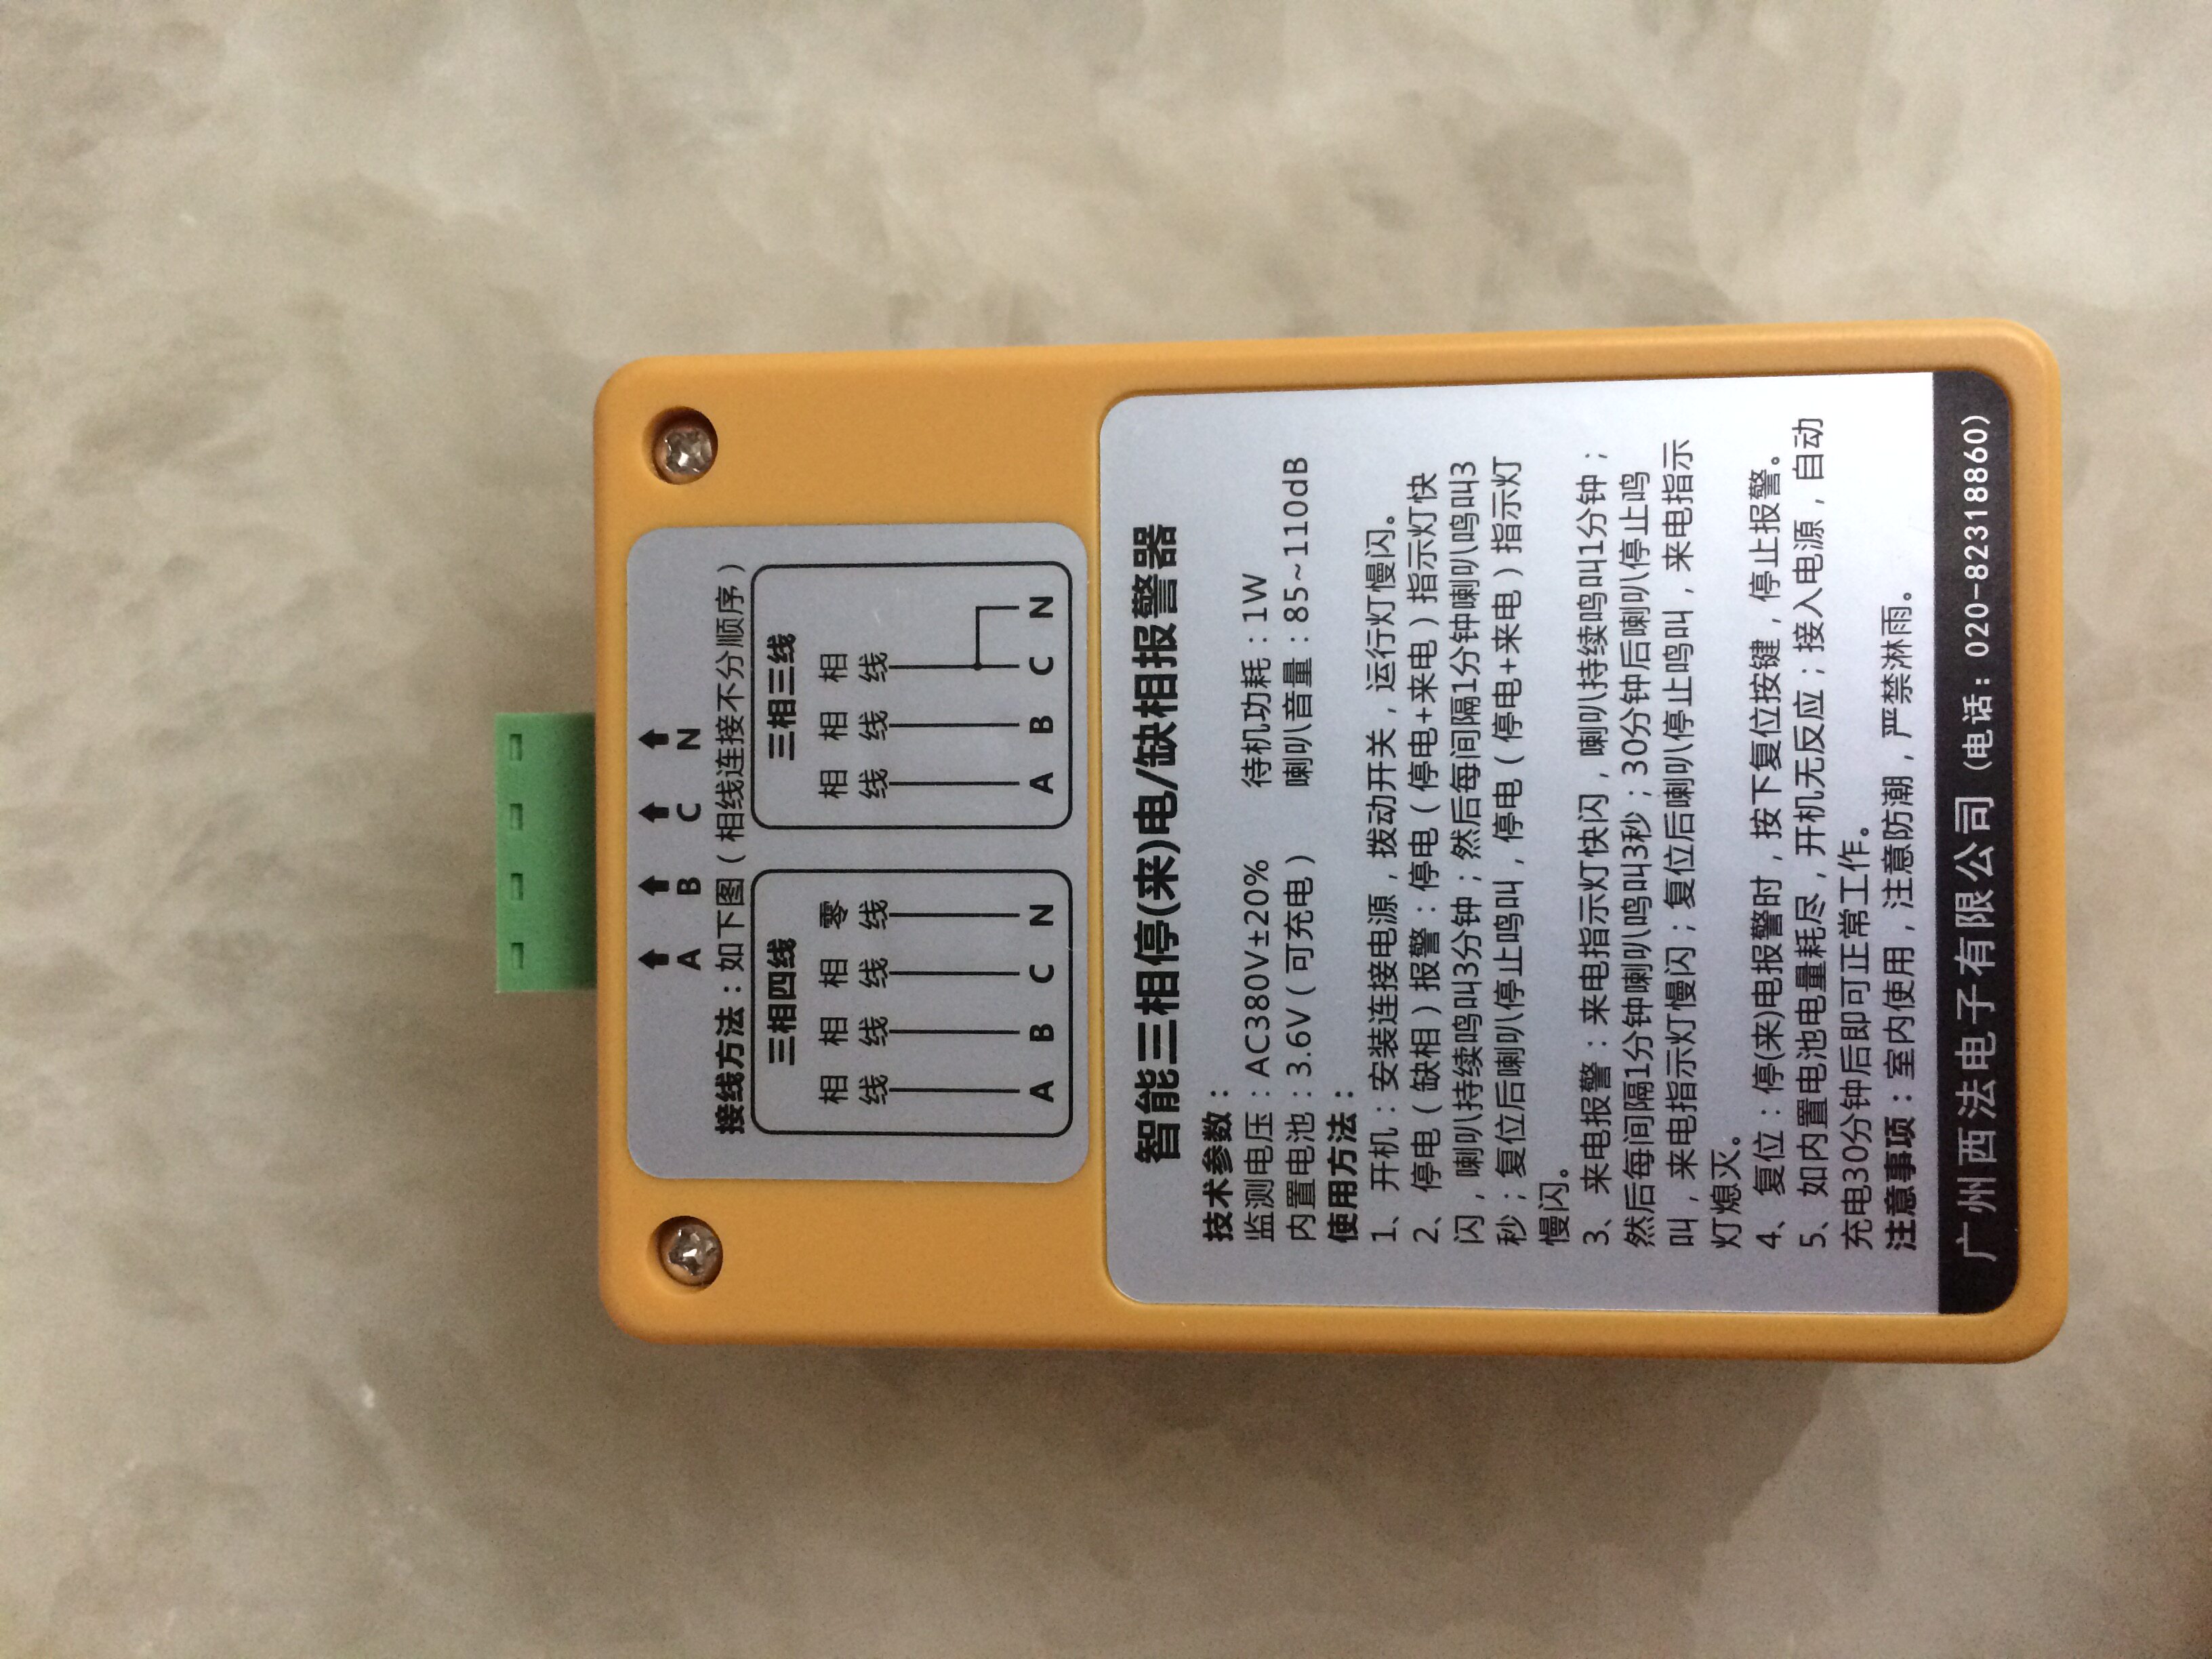 A B C N
接线方法：如下图（相线连接不分顺序）
三相四线
相线 相线 相线 零线
A B C N
三相三线
相线 相线 相线
A B C N
智能三相停(来)电/缺相报警器
技术参数：
监测电压：AC380V±20% 待机功耗：1W
内置电池：3.6V（可充电） 喇叭音量：85~110dB
使用方法：
1、开机：安装连接电源，拨动开关，运行灯慢闪。
2、停电（缺相）报警：停电（停电+来电）指示灯快
闪，喇叭持续鸣叫3分钟；然后每间隔1分钟喇叭鸣叫3
秒；复位后喇叭停止鸣叫，停电（停电+来电）指示灯
慢闪。
3、来电报警：来电指示灯快闪，喇叭持续鸣叫1分钟；
然后每间隔1分钟喇叭鸣叫3秒；30分钟后喇叭停止鸣
叫，来电指示灯慢闪；复位后喇叭停止鸣叫，来电指示
灯熄灭。
4、复位：停(来)电报警时，按下复位按键，停止报警。
5、如内置电池电量耗尽，开机无反应；接入电源，自动
充电30分钟后即可正常工作。
注意事项：室内使用，注意防潮，严禁淋雨。
广州西法电子有限公司（电话：020-82318860）